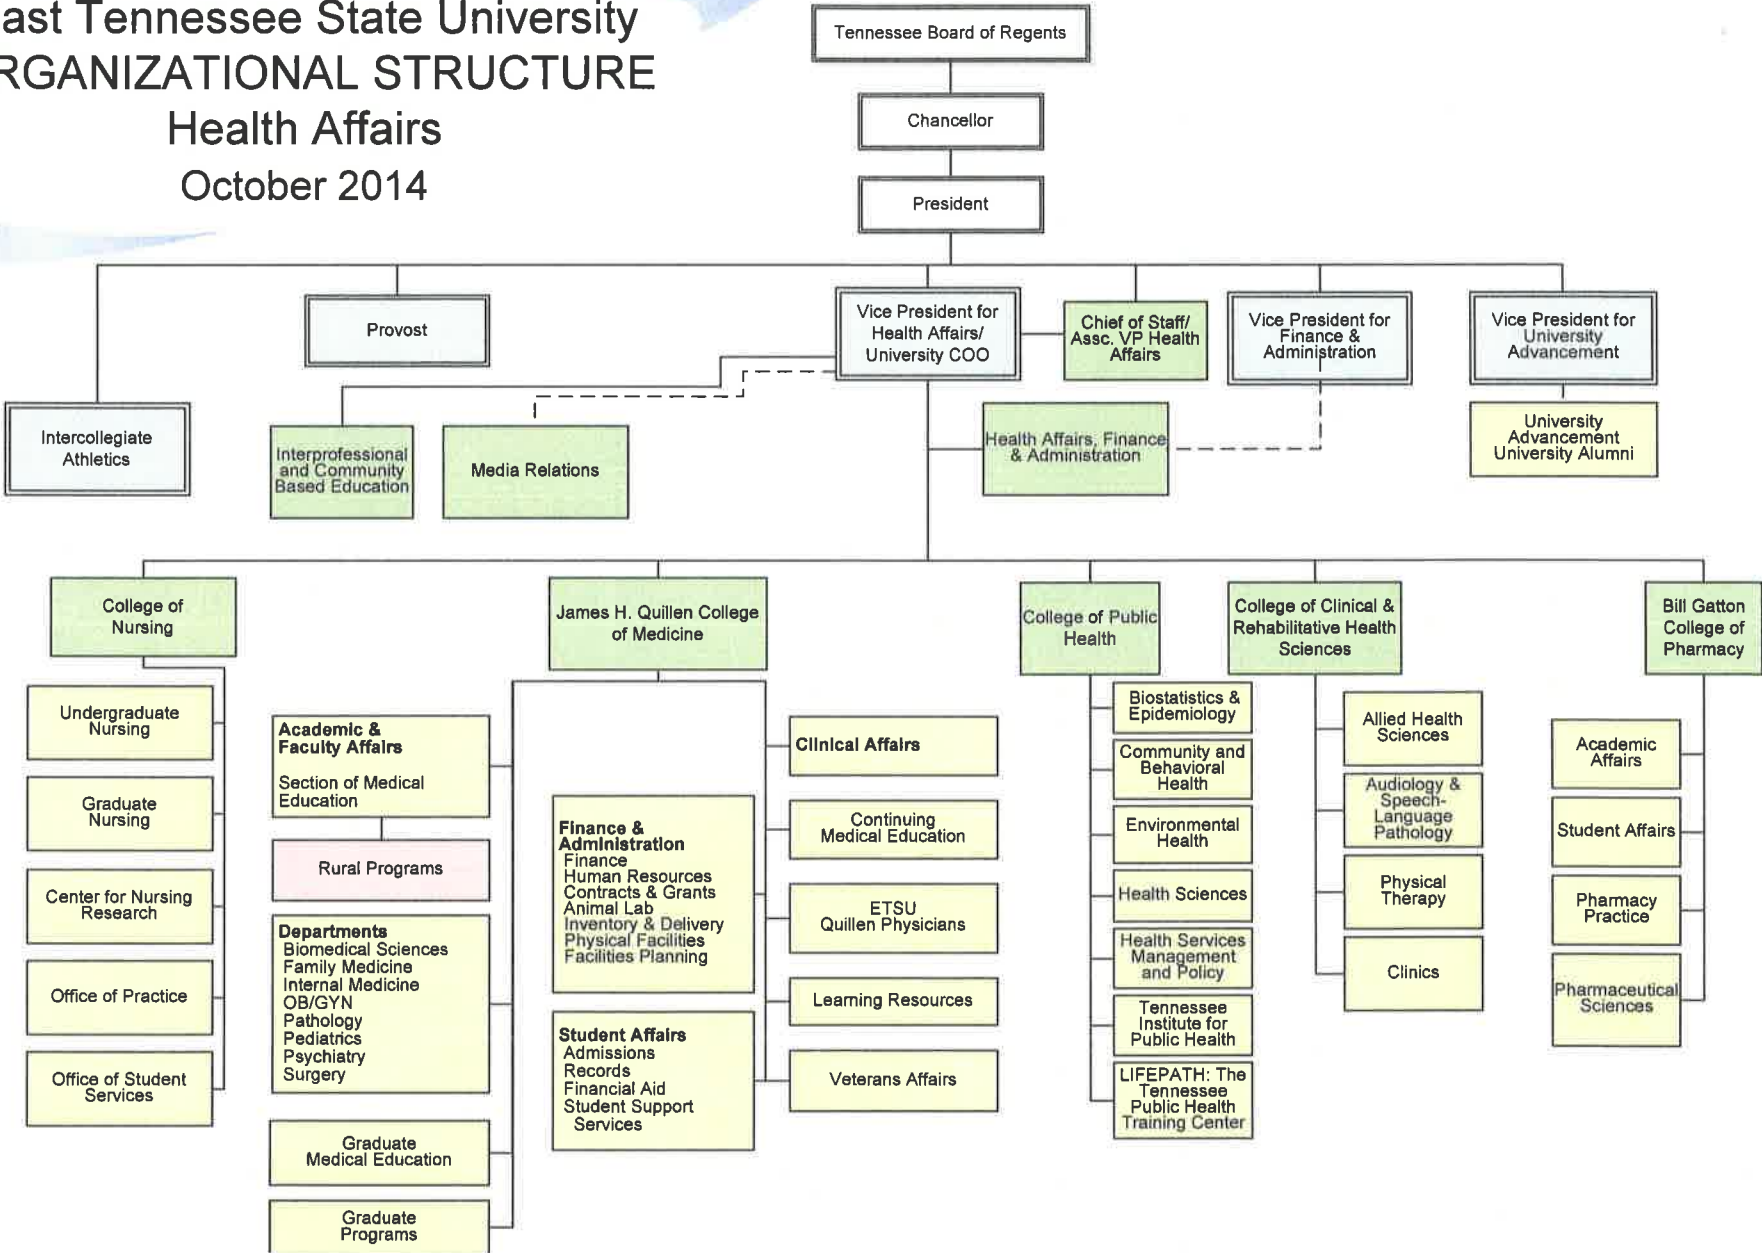 ast Tennessee State University
RGANIZATIONAL STRUCTURE
Health Affairs
October 2014
Tennessee Board of Regents
Chancellor
President
Provost
Vice President for
Health Affairs/
University COO
Chief of Staff/
Assc. VP Health
Affairs
Vice President for
Finance &
Administration
Vice President for
University
Advancement
Intercollegiate
Athletics
Interprofessional
and Community
Based Education
Media Relations
Health Affairs, Finance
& Administration
University
Advancement
University Alumni
College of
Nursing
James H. Quillen College
of Medicine
College of Public
Health
College of Clinical &
Rehabilitative Health
Sciences
Bill Gatton
College of
Pharmacy
Undergraduate
Nursing
Graduate
Nursing
Center for Nursing
Research
Office of Practice
Office of Student
Services
Academic &
Faculty Affairs
Section of Medical
Education
Rural Programs
Departments
Biomedical Sciences
Family Medicine
Internal Medicine
OB/GYN
Pathology
Pediatrics
Psychiatry
Surgery
Graduate
Medical Education
Graduate
Programs
Finance &
Administration
Finance
Human Resources
Contracts & Grants
Animal Lab
Inventory & Delivery
Physical Facilities
Facilities Planning
Student Affairs
Admissions
Records
Financial Aid
Student Support
Services
Clinical Affairs
Continuing
Medical Education
ETSU
Quillen Physicians
Learning Resources
Veterans Affairs
Biostatistics &
Epidemiology
Community and
Behavioral
Health
Environmental
Health
Health Sciences
Health Services
Management
and Policy
Tennessee
Institute for
Public Health
LIFEPATH: The
Tennessee
Public Health
Training Center
Allied Health
Sciences
Audiology &
Speech-
Language
Pathology
Physical
Therapy
Clinics
Academic
Affairs
Student Affairs
Pharmacy
Practice
Pharmaceutical
Sciences